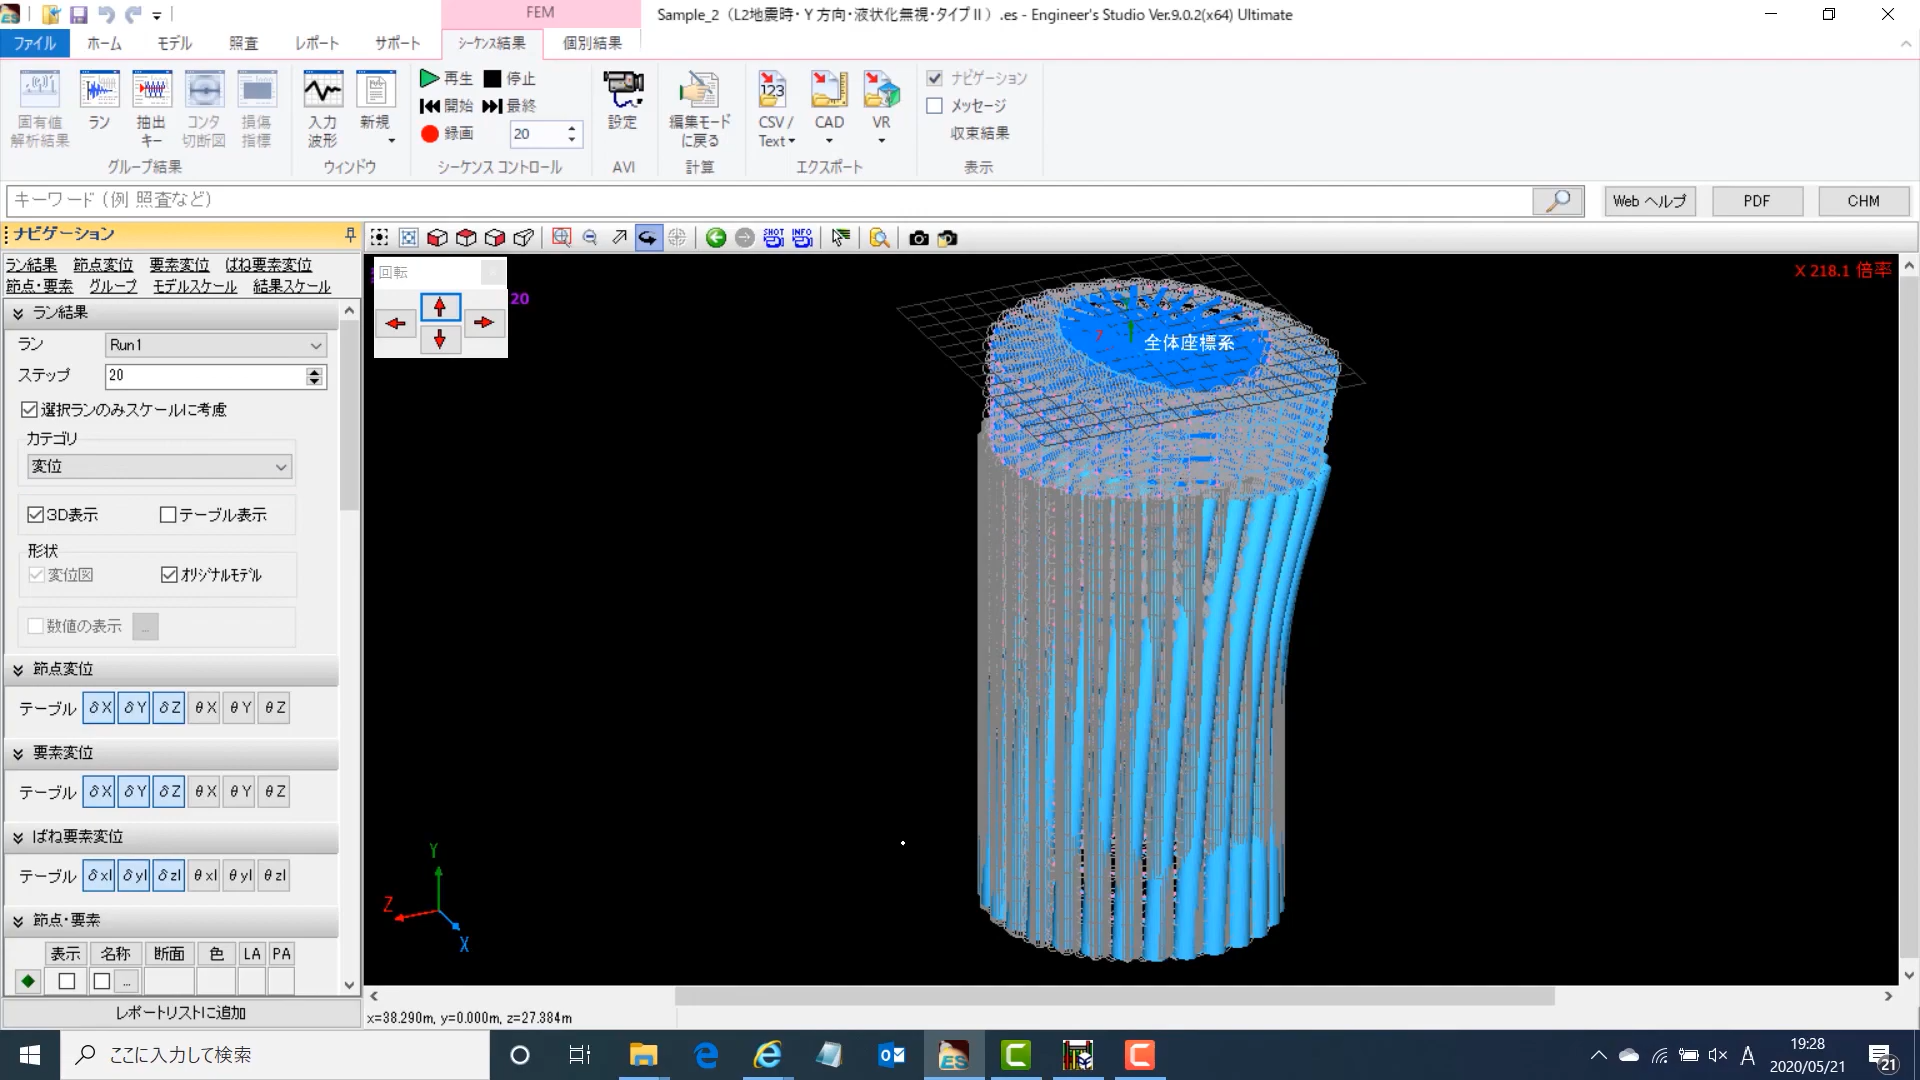 FEM
Sample_2（L2地震時・Y 方向・液状化無視・タイプⅡ）.es - Engineer's Studio Ver.9.0.2(x64) Ultimate
ファイル ホーム モデル 照査 レポート サポート シーケンス結果 個別結果
再生 停止 ナビゲーション
開始 最終 メッセージ
固有値 解析結果 ラン 抽出 キー コンタ 切断図 損傷 指標 入力 波形 新規 録画 20 設定 編集モード に戻る CSV / Text CAD VR 収束結果
グループ結果 ウィンドウ シーケンス コントロール AVI 計算 エクスポート 表示
キーワード（例 照査など） Web ヘルプ PDF CHM
ナビゲーション SHOT INFO
ラン結果 節点変位 要素変位 ばね要素変位
節点・要素 グループ モデルスケール 結果スケール
回転
20
X 218.1 倍率
ラン結果
ラン Run1
ステップ 20
全体座標系
選択ランのみスケールに考慮
カテゴリ
変位
3D表示 テーブル表示
形状
変位図 オリジナルモデル
数値の表示 ...
節点変位
テーブル δX δY δZ θX θY θZ
要素変位
テーブル δX δY δZ θX θY θZ
ばね要素変位
テーブル δxl δyl δzl θxl θyl θzl
節点・要素
表示 名称 断面 色 LA PA
...
Y
Z
X
レポートリストに追加
x=38.290m, y=0.000m, z=27.384m
ここに入力して検索
A 19:28
2020/05/21
21